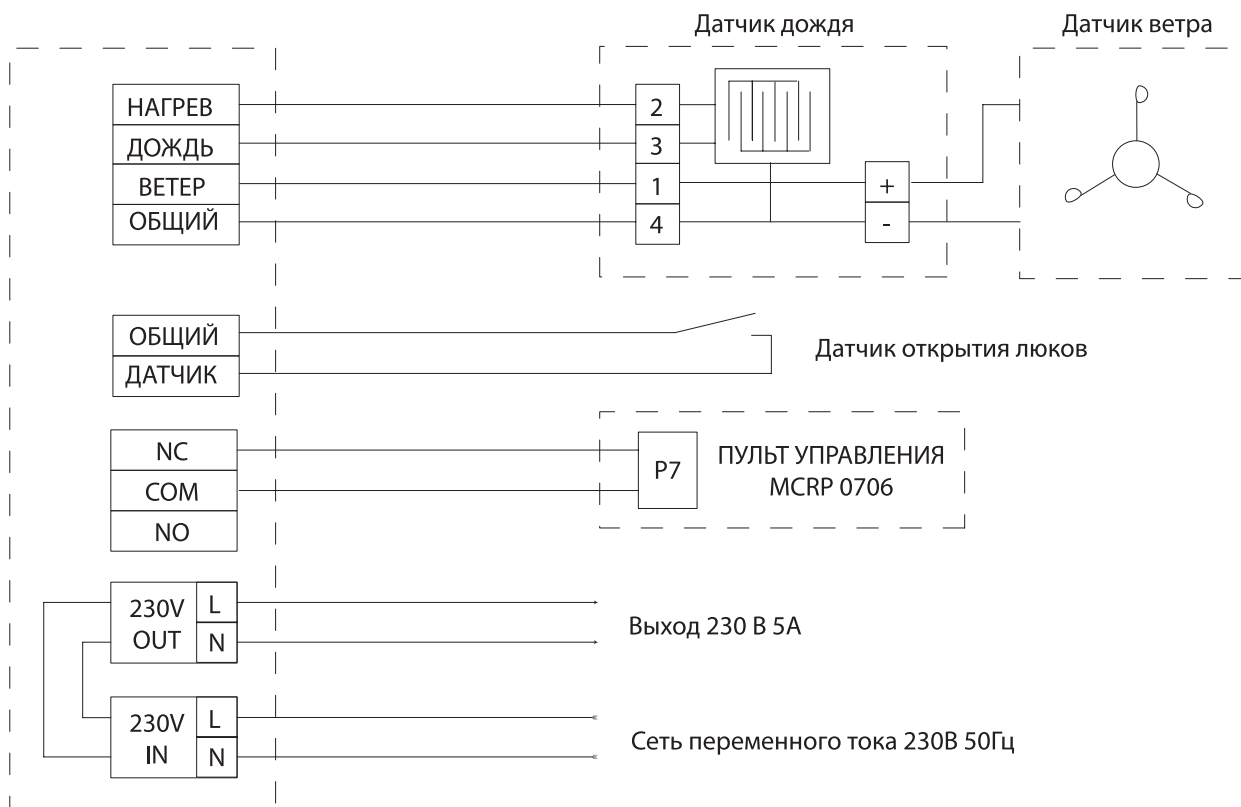 Датчик дождя
Датчик ветра
НАГРЕВ
ДОЖДЬ
ВЕТЕР
ОБЩИЙ
2
3
1
4
+
-
ОБЩИЙ
ДАТЧИК
Датчик открытия люков
NC
COM
NO
P7
ПУЛЬТ УПРАВЛЕНИЯ
MCRP 0706
230V
OUT
L
N
Выход 230 В 5А
230V
IN
L
N
Сеть переменного тока 230В 50Гц